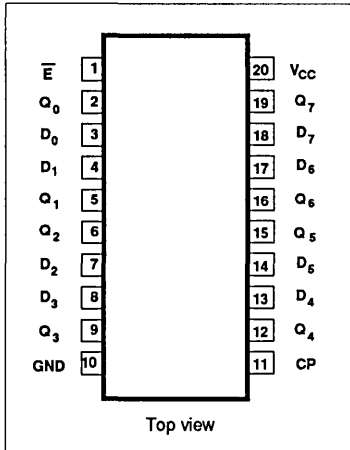 E̅ 1 20 VCC
Q0 2 19 Q7
D0 3 18 D7
D1 4 17 D6
Q1 5 16 Q6
Q2 6 15 Q5
D2 7 14 D5
D3 8 13 D4
Q3 9 12 Q4
GND 10 11 CP
Top view